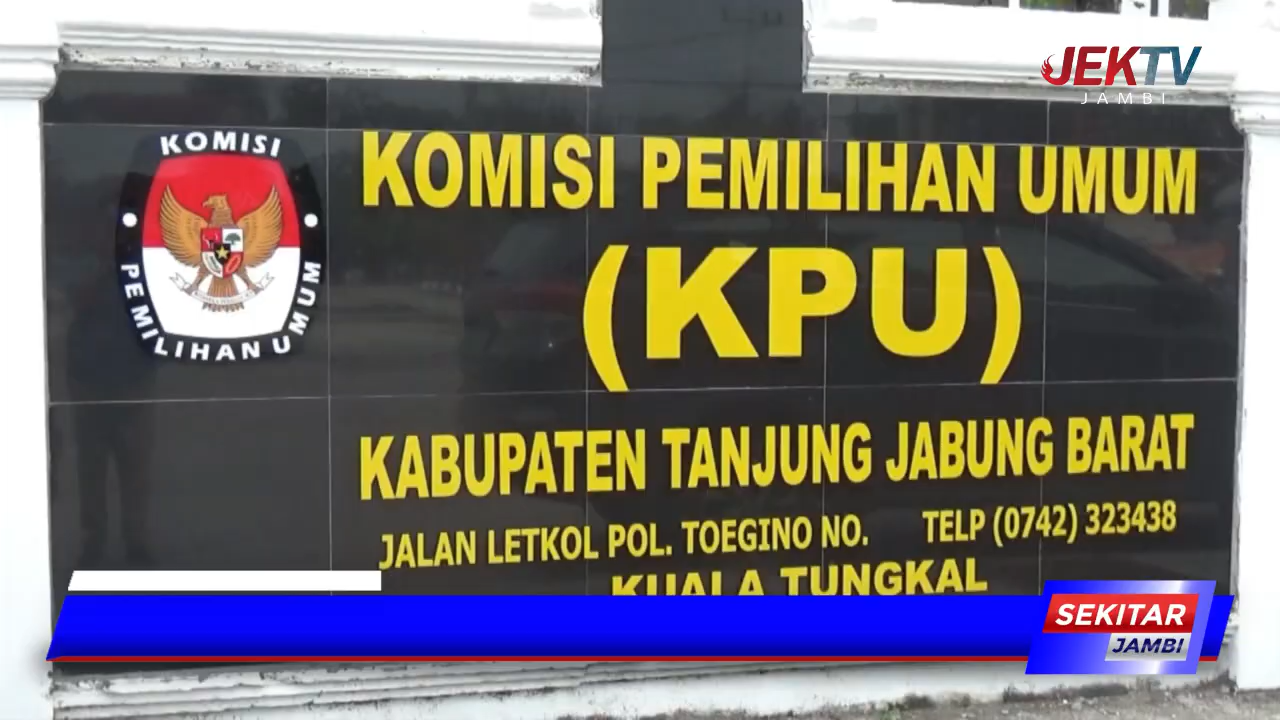 JEKTV
JAMBI
KOMISI
PEMILIHAN UMUM
KOMISI PEMILIHAN UMUM
(KPU)
KABUPATEN TANJUNG JABUNG BARAT
JALAN LETKOL POL. TOEGINO NO. TELP (0742) 323438
KUALA TUNGKAL
SEKITAR
JAMBI